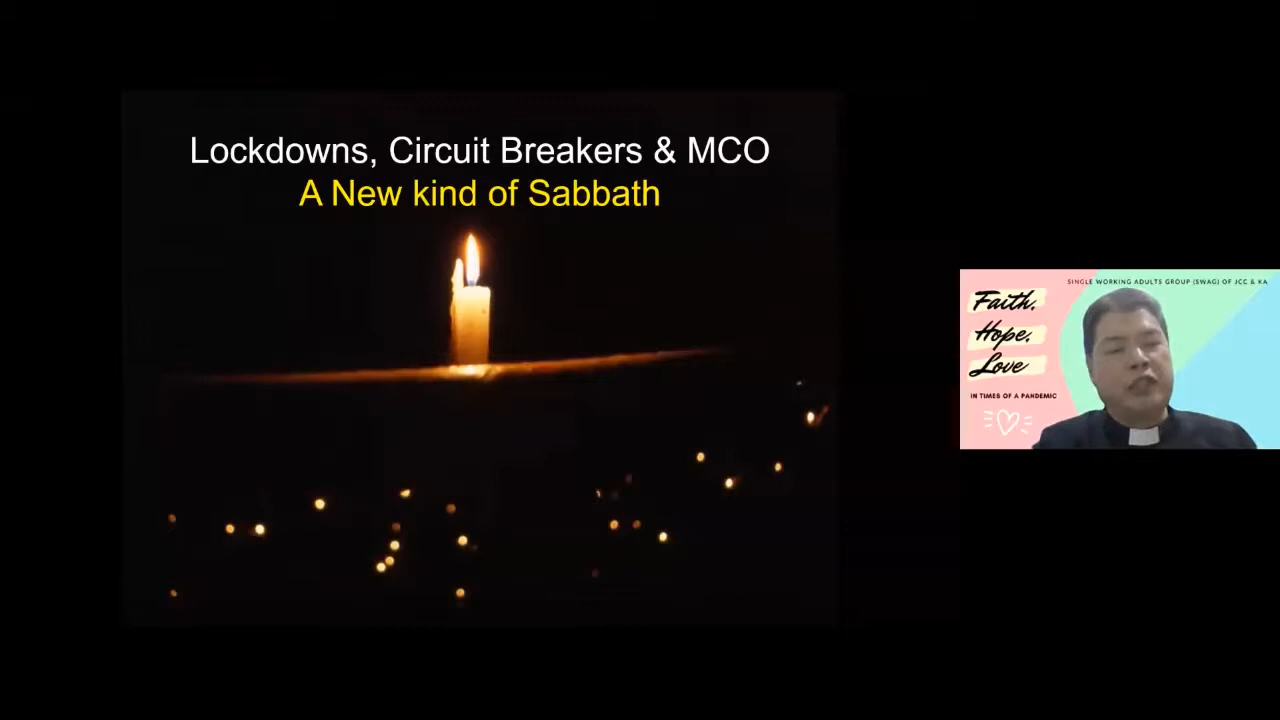 Lockdowns, Circuit Breakers & MCO
A New kind of Sabbath
SINGLE WORKING ADULTS GROUP (SWAG) OF JCC & KA
Faith.
Hope.
Love
IN TIMES OF A PANDEMIC